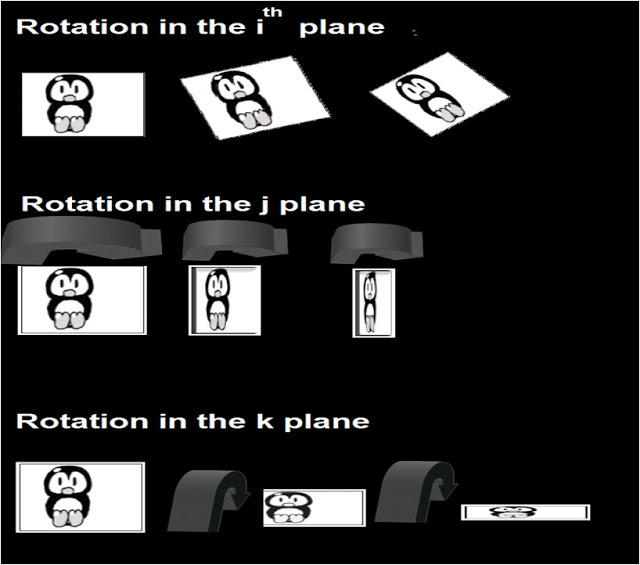 Rotation in the i^th plane
Rotation in the j plane
Rotation in the k plane